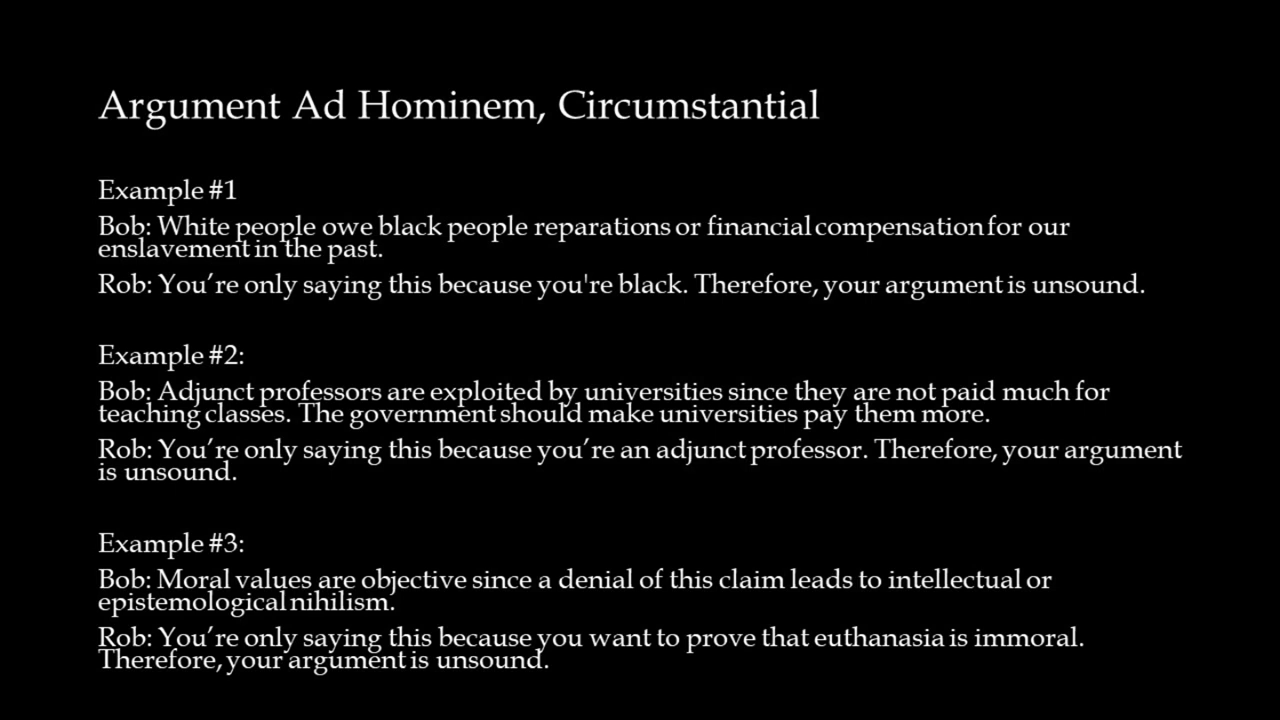 Argument Ad Hominem, Circumstantial
Example #1
Bob: White people owe black people reparations or financial compensation for our
enslavement in the past.
Rob: You’re only saying this because you're black. Therefore, your argument is unsound.
Example #2:
Bob: Adjunct professors are exploited by universities since they are not paid much for
teaching classes. The government should make universities pay them more.
Rob: You’re only saying this because you’re an adjunct professor. Therefore, your argument
is unsound.
Example #3:
Bob: Moral values are objective since a denial of this claim leads to intellectual or
epistemological nihilism.
Rob: You’re only saying this because you want to prove that euthanasia is immoral.
Therefore, your argument is unsound.